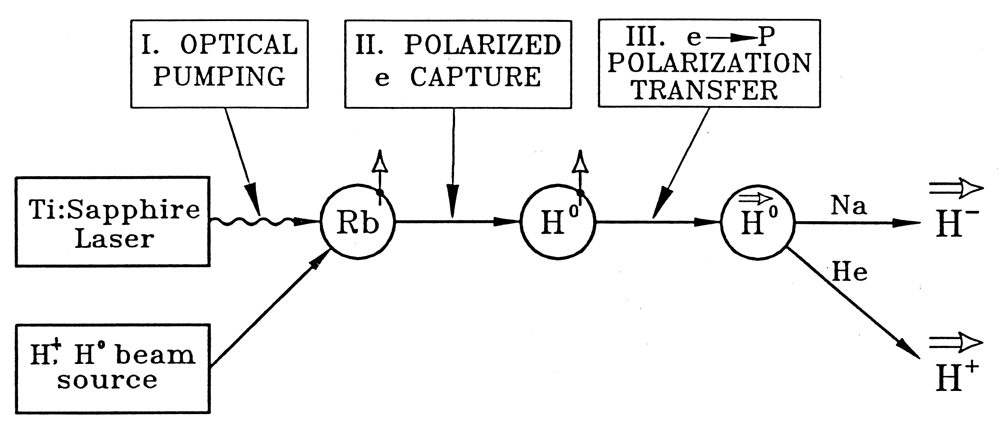 I. OPTICAL
PUMPING
II. POLARIZED
e CAPTURE
III. e→P
POLARIZATION
TRANSFER
Ti:Sapphire
Laser
Rb
H⁰
H⁰
Na
H⁻
He
H⁺, H⁰ beam
source
H⁺